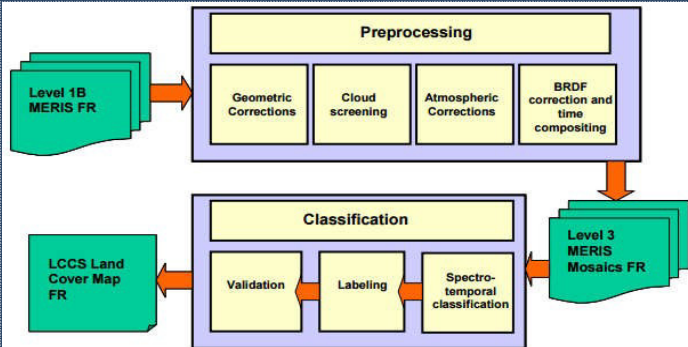 Preprocessing
Level 1B
MERIS FR
Geometric
Corrections
Cloud
screening
Atmospheric
Corrections
BRDF
correction and
time
compositing
Classification
Level 3
MERIS
Mosaics FR
LCCS Land
Cover Map
FR
Validation
Labeling
Spectro-
temporal
classification